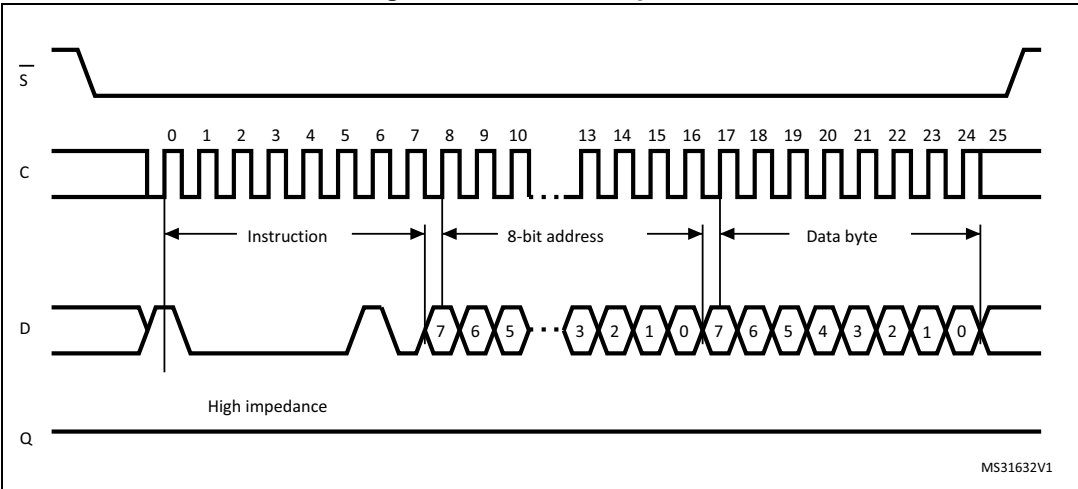 S
0 1 2 3 4 5 6 7 8 9 10 13 14 15 16 17 18 19 20 21 22 23 24 25
C
Instruction 8-bit address Data byte
D 7 6 5 3 2 1 0 7 6 5 4 3 2 1 0
High impedance
Q
MS31632V1